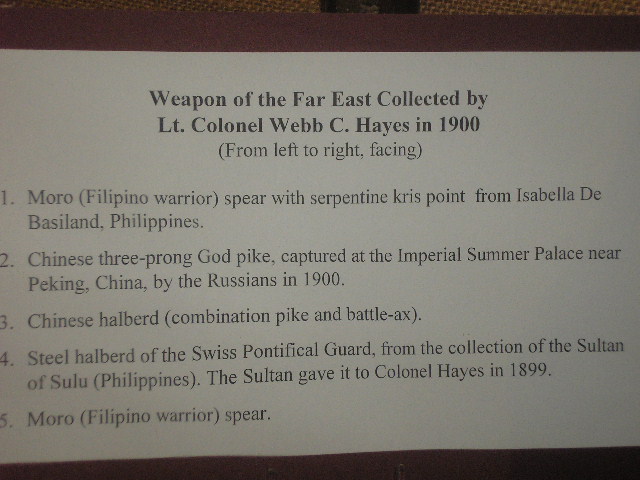 Weapon of the Far East Collected by
Lt. Colonel Webb C. Hayes in 1900
(From left to right, facing)
1. Moro (Filipino warrior) spear with serpentine kris point from Isabella De
Basiland, Philippines.
2. Chinese three-prong God pike, captured at the Imperial Summer Palace near
Peking, China, by the Russians in 1900.
3. Chinese halberd (combination pike and battle-ax).
4. Steel halberd of the Swiss Pontifical Guard, from the collection of the Sultan
of Sulu (Philippines). The Sultan gave it to Colonel Hayes in 1899.
5. Moro (Filipino warrior) spear.